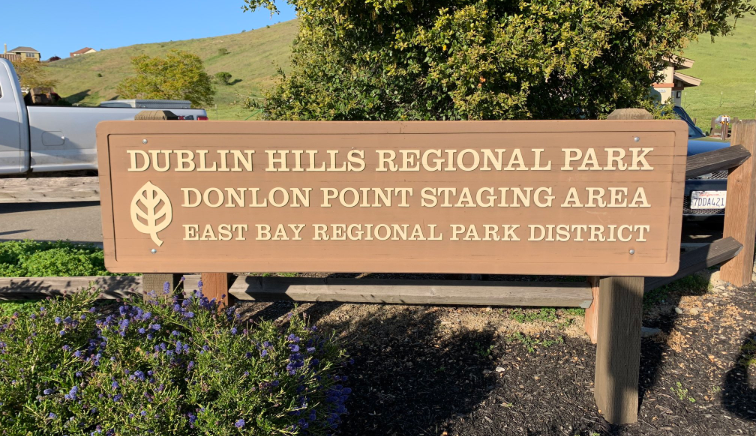 DUBLIN HILLS REGIONAL PARK
DONLON POINT STAGING AREA
EAST BAY REGIONAL PARK DISTRICT